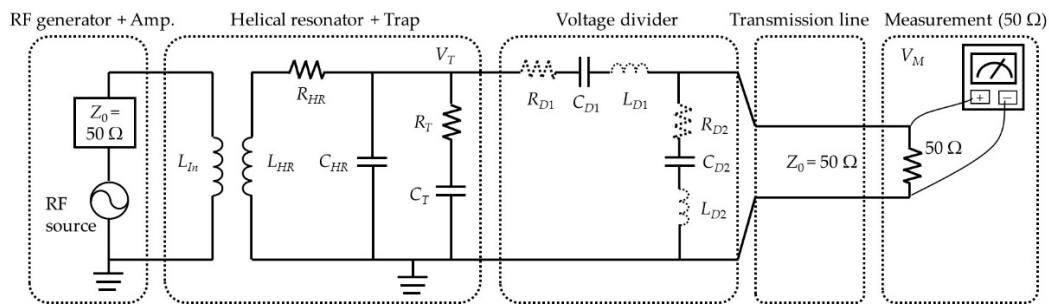 RF generator + Amp.
Helical resonator + Trap
Voltage divider
Transmission line
Measurement (50 Ω)
Z0 =
50 Ω
RF
source
LIn
LHR
RHR
CHR
VT
RT
CT
RD1
CD1
LD1
RD2
CD2
LD2
Z0 = 50 Ω
VM
50 Ω
+
−